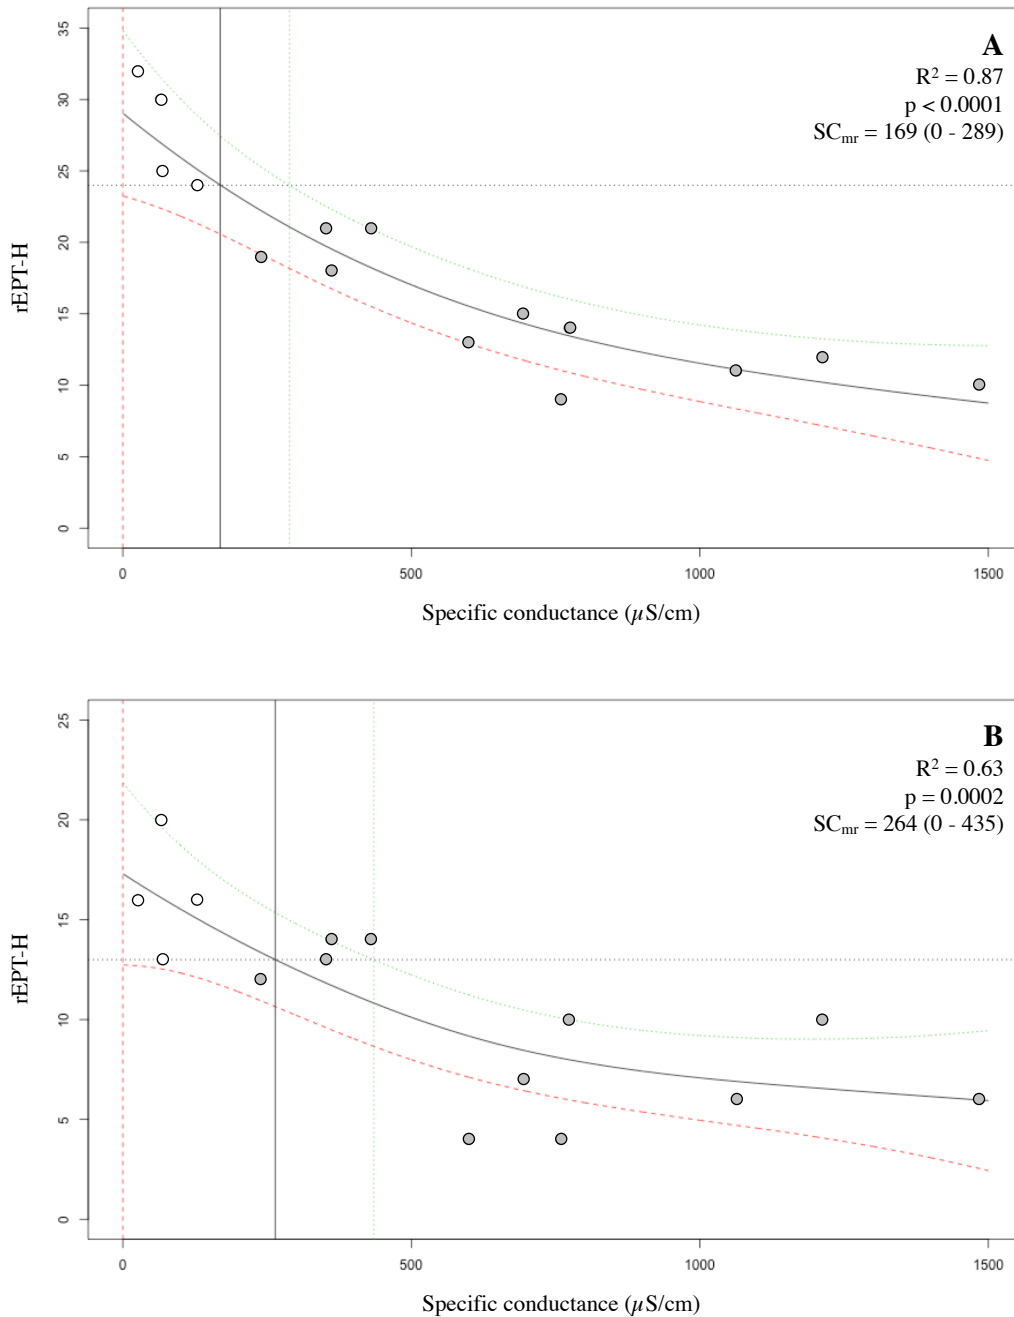 A
R² = 0.87
p < 0.0001
SCmr = 169 (0 - 289)
35
30
25
20
15
10
5
0
rEPT-H
0 500 1000 1500
Specific conductance (µS/cm)
B
R² = 0.63
p = 0.0002
SCmr = 264 (0 - 435)
25
20
15
10
5
0
rEPT-H
0 500 1000 1500
Specific conductance (µS/cm)